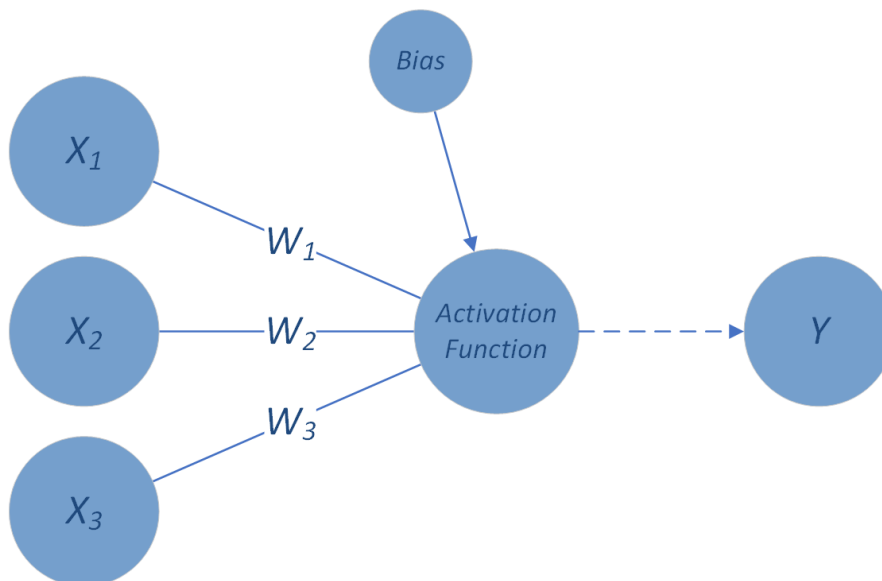 Bias
X₁
W₁
X₂
W₂
Activation
Function
Y
W₃
X₃